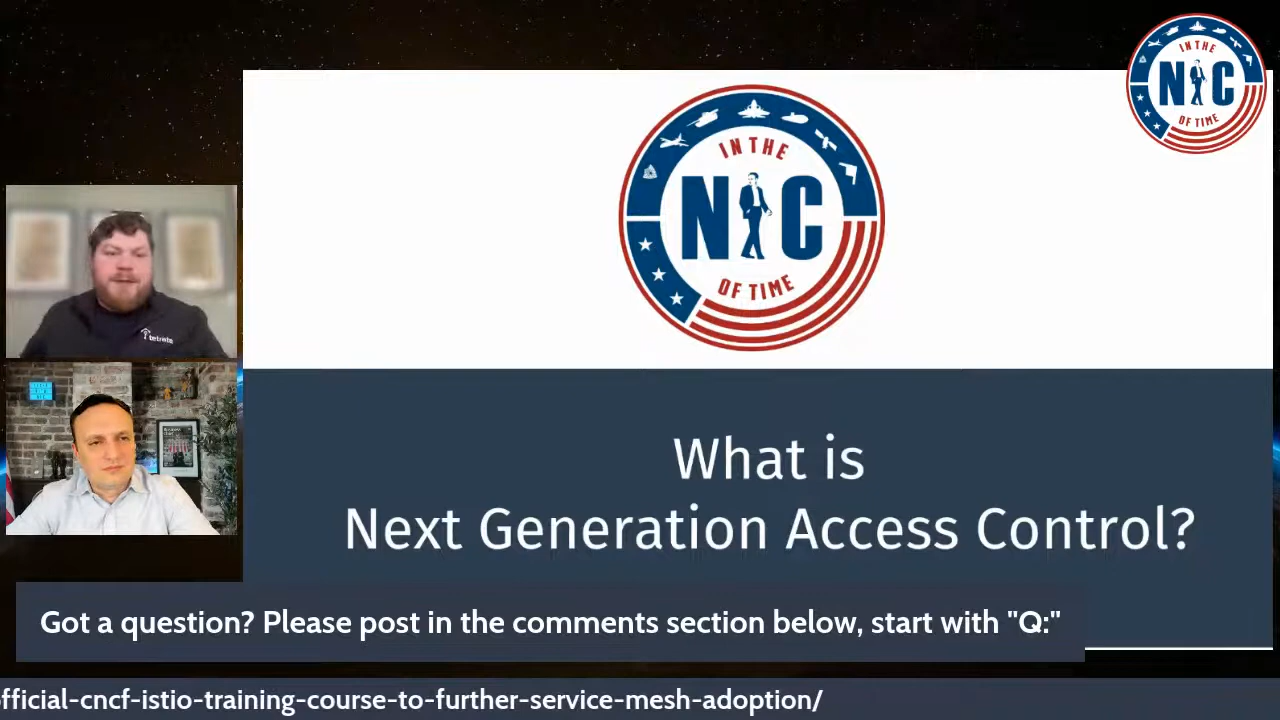 IN THE
NIC
OF TIME
IN THE
NIC
OF TIME
What is
Next Generation Access Control?
Got a question? Please post in the comments section below, start with "Q:"
fficial-cncf-istio-training-course-to-further-service-mesh-adoption/